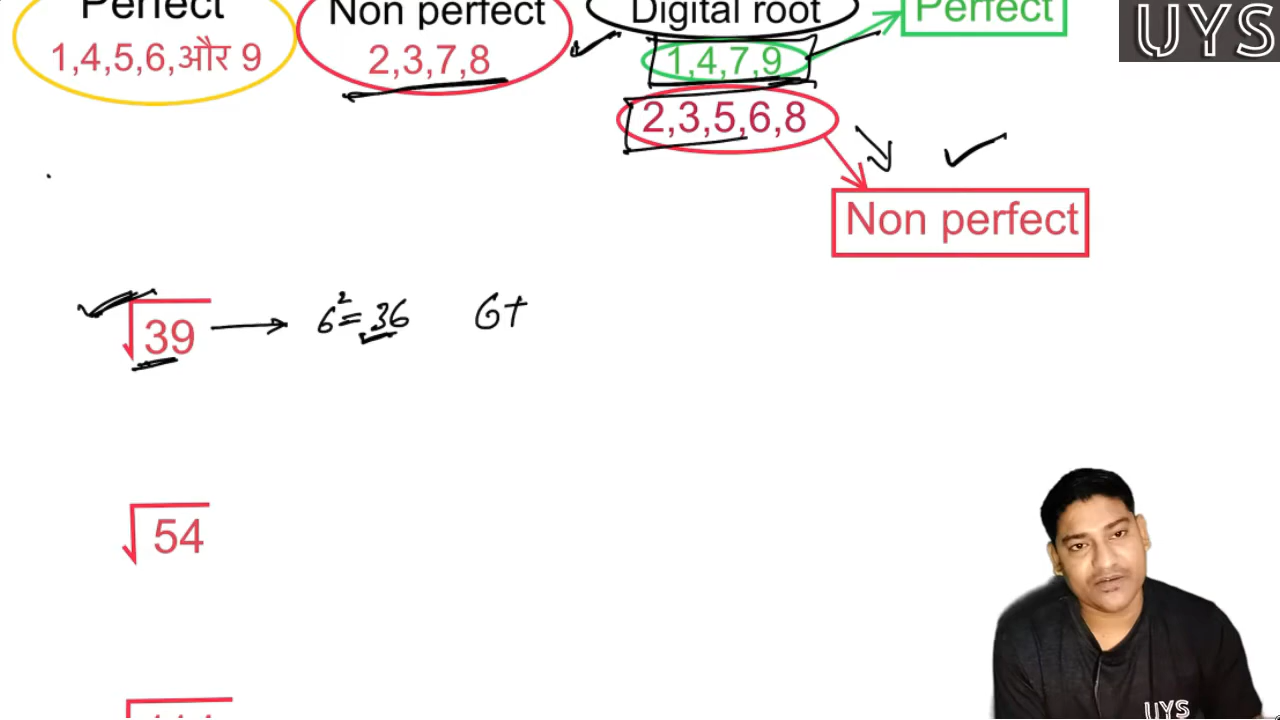 Perfect Non perfect Digital root Perfect UYS
1,4,5,6,और 9 2,3,7,8 1,4,7,9
2,3,5,6,8
Non perfect
√39 → 6²=36 6+
√54
UYS